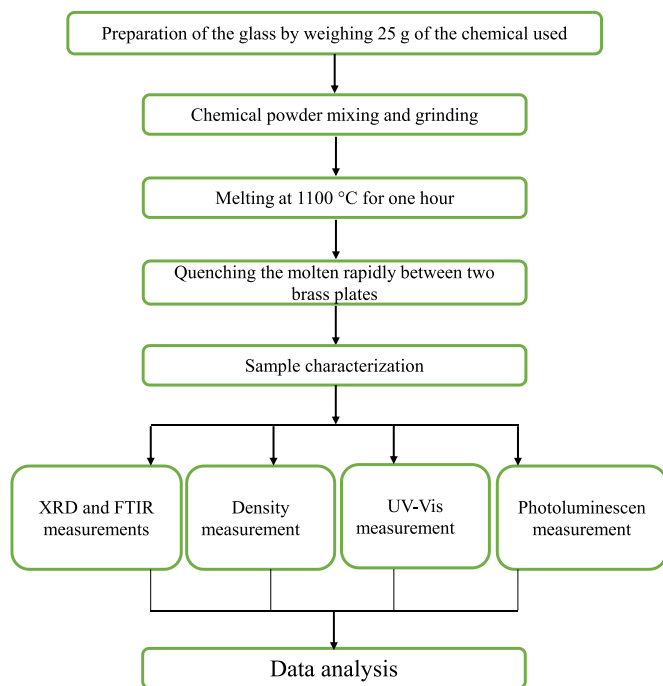 Preparation of the glass by weighing 25 g of the chemical used
Chemical powder mixing and grinding
Melting at 1100 °C for one hour
Quenching the molten rapidly between two
brass plates
Sample characterization
XRD and FTIR
measurements
Density
measurement
UV-Vis
measurement
Photoluminescen
measurement
Data analysis